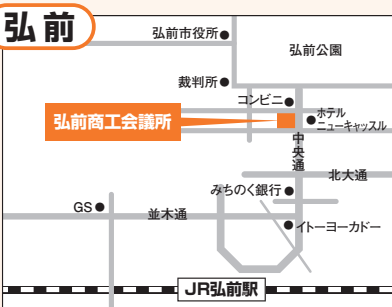 弘前
弘前市役所
弘前公園
裁判所
コンビニ
弘前商工会議所
ホテル
ニューキャッスル
中央通
北大通
みちのく銀行
GS
並木通
イトーヨーカドー
JR弘前駅